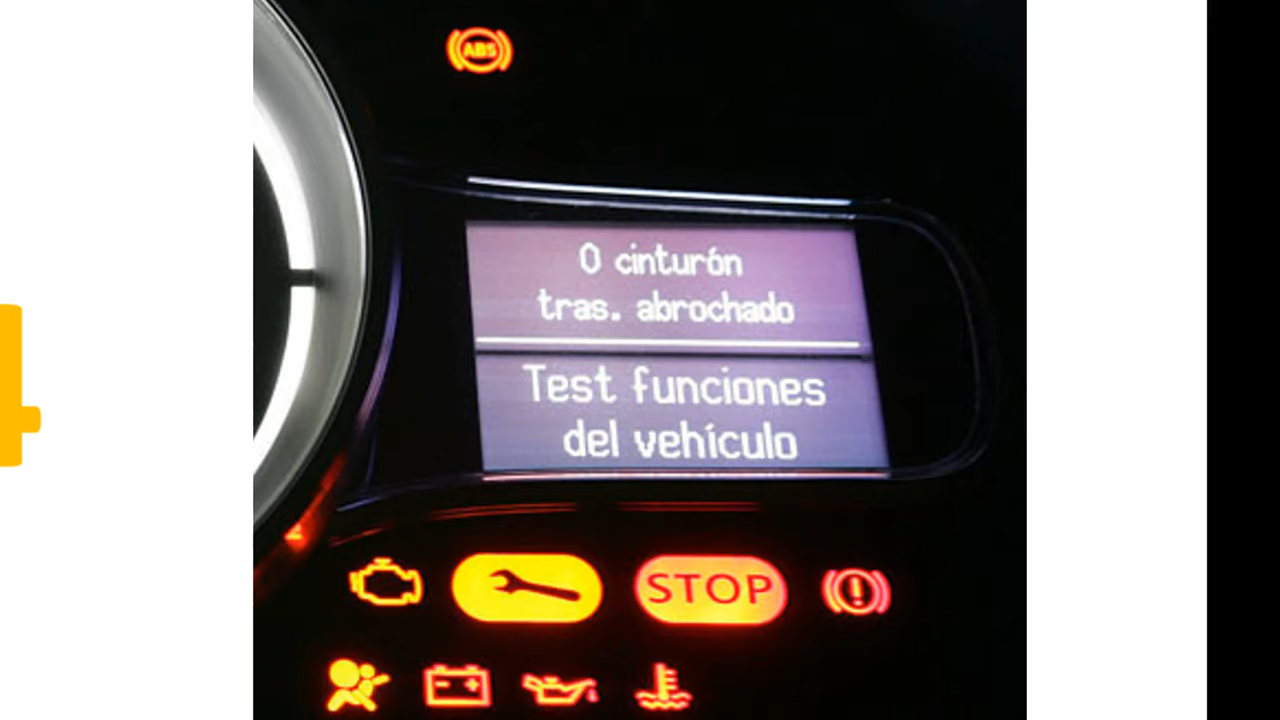 ABS
0 cinturón
tras. abrochado
Test funciones
del vehículo
STOP